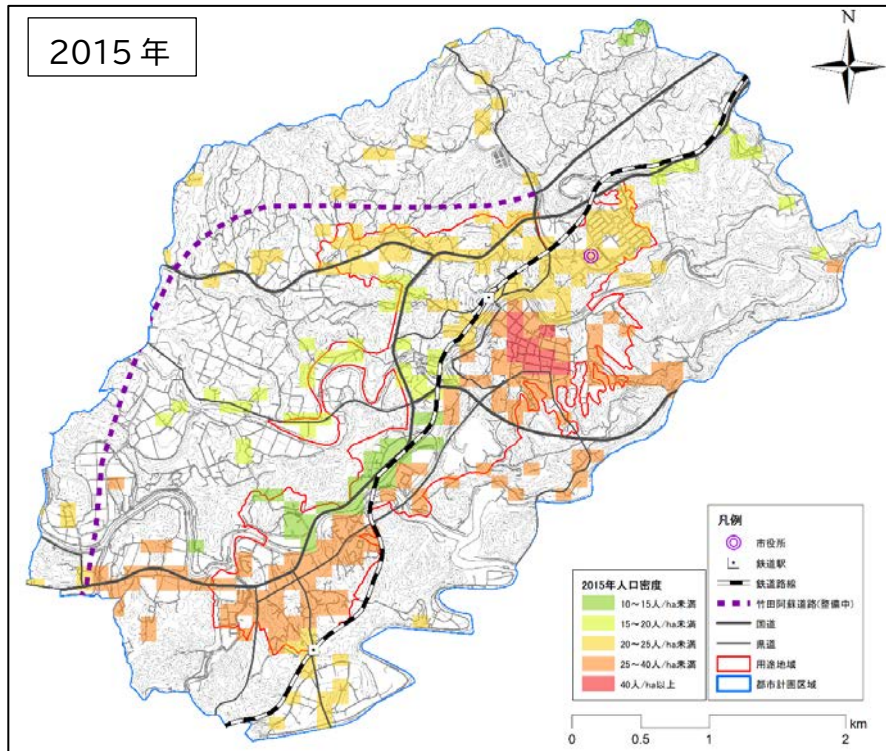 2015年
N
凡例
市役所
鉄道駅
鉄道路線
竹田阿蘇道路(整備中)
国道
県道
用途地域
都市計画区域
2015年人口密度
10～15人/ha未満
15～20人/ha未満
20～25人/ha未満
25～40人/ha未満
40人/ha以上
km
0 0.5 1 2